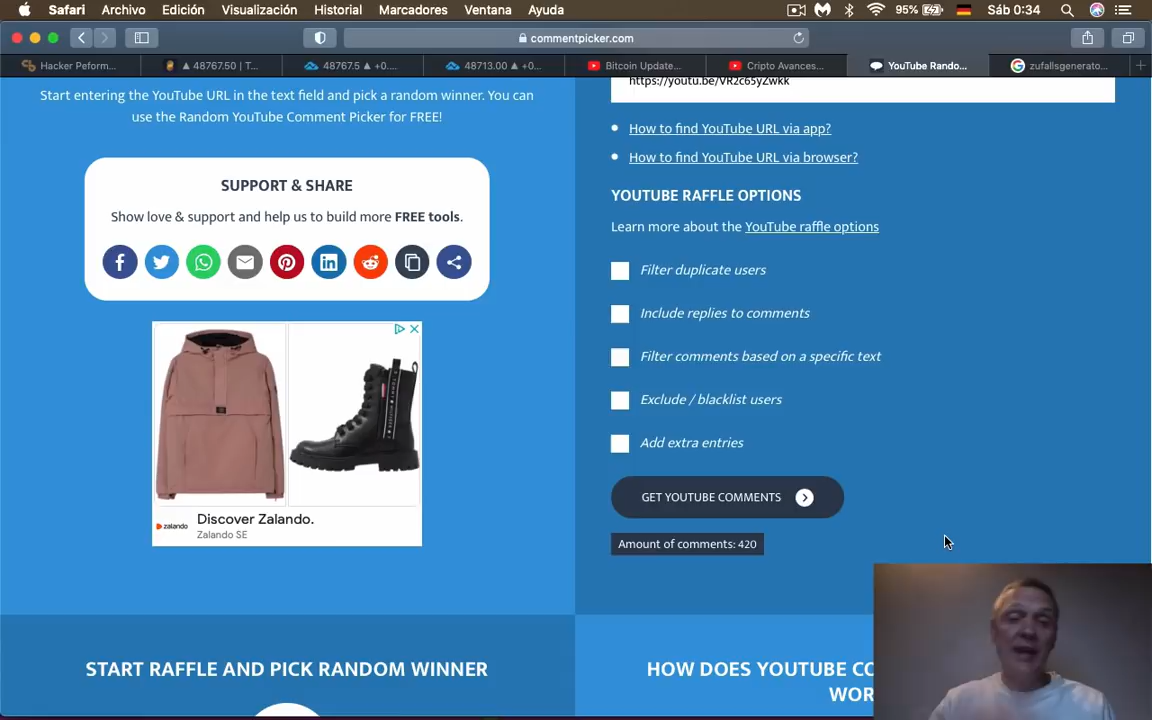 Safari Archivo Edición Visualización Historial Marcadores Ventana Ayuda 95% Sáb 0:34
commentpicker.com
Hacker Peform... ▲ 48767.50 | T... 48767.5 ▲ +0.... 48713.00 ▲ +0... Bitcoin Update... Cripto Avances... YouTube Rando... zufallsgenerato...
Start entering the YouTube URL in the text field and pick a random winner. You can
use the Random YouTube Comment Picker for FREE!
SUPPORT & SHARE
Show love & support and help us to build more FREE tools.
Discover Zalando.
zalando
Zalando SE
https://youtu.be/VR2c65yZwkk
How to find YouTube URL via app?
How to find YouTube URL via browser?
YOUTUBE RAFFLE OPTIONS
Learn more about the YouTube raffle options
Filter duplicate users
Include replies to comments
Filter comments based on a specific text
Exclude / blacklist users
Add extra entries
GET YOUTUBE COMMENTS
Amount of comments: 420
START RAFFLE AND PICK RANDOM WINNER
HOW DOES YOUTUBE CO
WOR